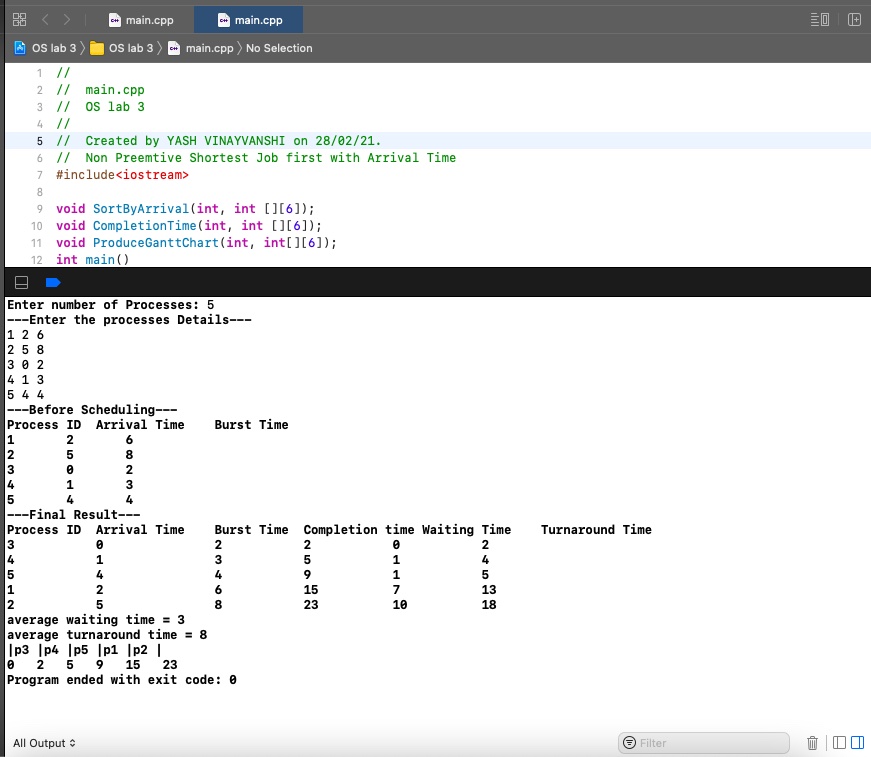 main.cpp main.cpp
OS lab 3 OS lab 3 main.cpp No Selection
1 //
2 //  main.cpp
3 //  OS lab 3
4 //
5 //  Created by YASH VINAYVANSHI on 28/02/21.
6 //  Non Preemtive Shortest Job first with Arrival Time
7 #include<iostream>
8
9 void SortByArrival(int, int [][6]);
10 void CompletionTime(int, int [][6]);
11 void ProduceGanttChart(int, int[][6]);
12 int main()
Enter number of Processes: 5
---Enter the processes Details---
1 2 6
2 5 8
3 0 2
4 1 3
5 4 4
---Before Scheduling---
Process ID  Arrival Time    Burst Time
1       2       6
2       5       8
3       0       2
4       1       3
5       4       4
---Final Result---
Process ID  Arrival Time    Burst Time  Completion time Waiting Time    Turnaround Time
3           0               2           2           0           2
4           1               3           5           1           4
5           4               4           9           1           5
1           2               6           15          7           13
2           5               8           23          10          18
average waiting time = 3
average turnaround time = 8
|p3 |p4 |p5 |p1 |p2 |
0   2   5   9   15   23
Program ended with exit code: 0
All Output Filter